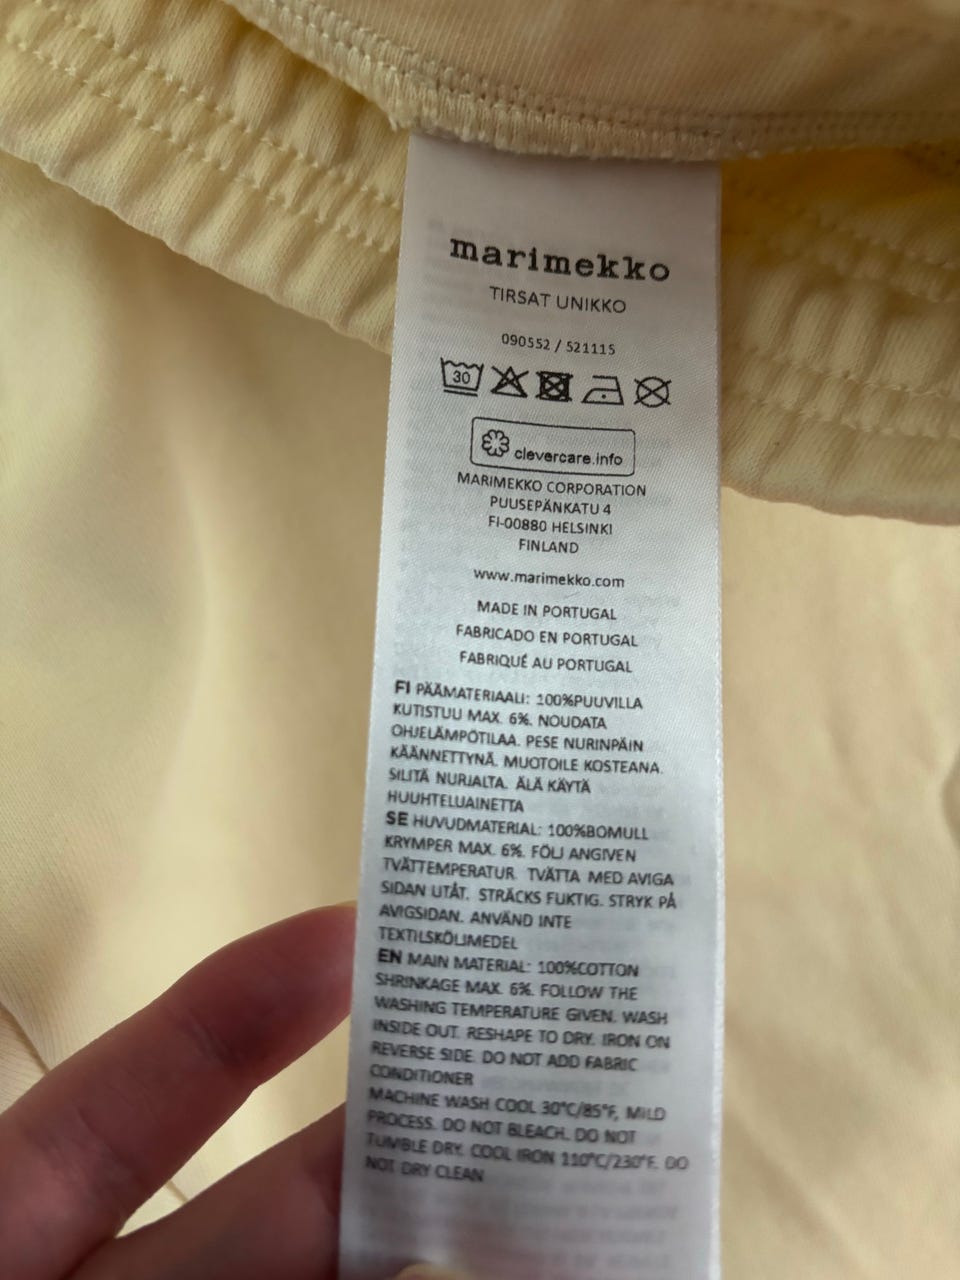 marimekko
TIRSAT UNIKKO
090552 / 521115
30
clevercare.info
MARIMEKKO CORPORATION
PUUSEPÄNKATU 4
FI-00880 HELSINKI
FINLAND
www.marimekko.com
MADE IN PORTUGAL
FABRICADO EN PORTUGAL
FABRIQUÉ AU PORTUGAL
FI PÄÄMATERIAALI: 100%PUUVILLA
KUTISTUU MAX. 6%. NOUDATA
OHJELÄMPÖTILAA. PESE NURINPÄIN
KÄÄNNETTYNÄ. MUOTOILE KOSTEANA.
SILITÄ NURJALTA. ÄLÄ KÄYTÄ
HUUHTELUAINETTA
SE HUVUDMATERIAL: 100%BOMULL
KRYMPER MAX. 6%. FÖLJ ANGIVEN
TVÄTTEMPERATUR. TVÄTTA MED AVIGA
SIDAN UTÅT. STRÄCKS FUKTIG. STRYK PÅ
AVIGSIDAN. ANVÄND INTE
TEXTILSKÖLJMEDEL
EN MAIN MATERIAL: 100%COTTON
SHRINKAGE MAX. 6%. FOLLOW THE
WASHING TEMPERATURE GIVEN. WASH
INSIDE OUT. RESHAPE TO DRY. IRON ON
REVERSE SIDE. DO NOT ADD FABRIC
CONDITIONER
MACHINE WASH COOL 30°C/85°F, MILD
PROCESS. DO NOT BLEACH. DO NOT
TUMBLE DRY. COOL IRON 110°C/230°F. DO
NOT DRY CLEAN